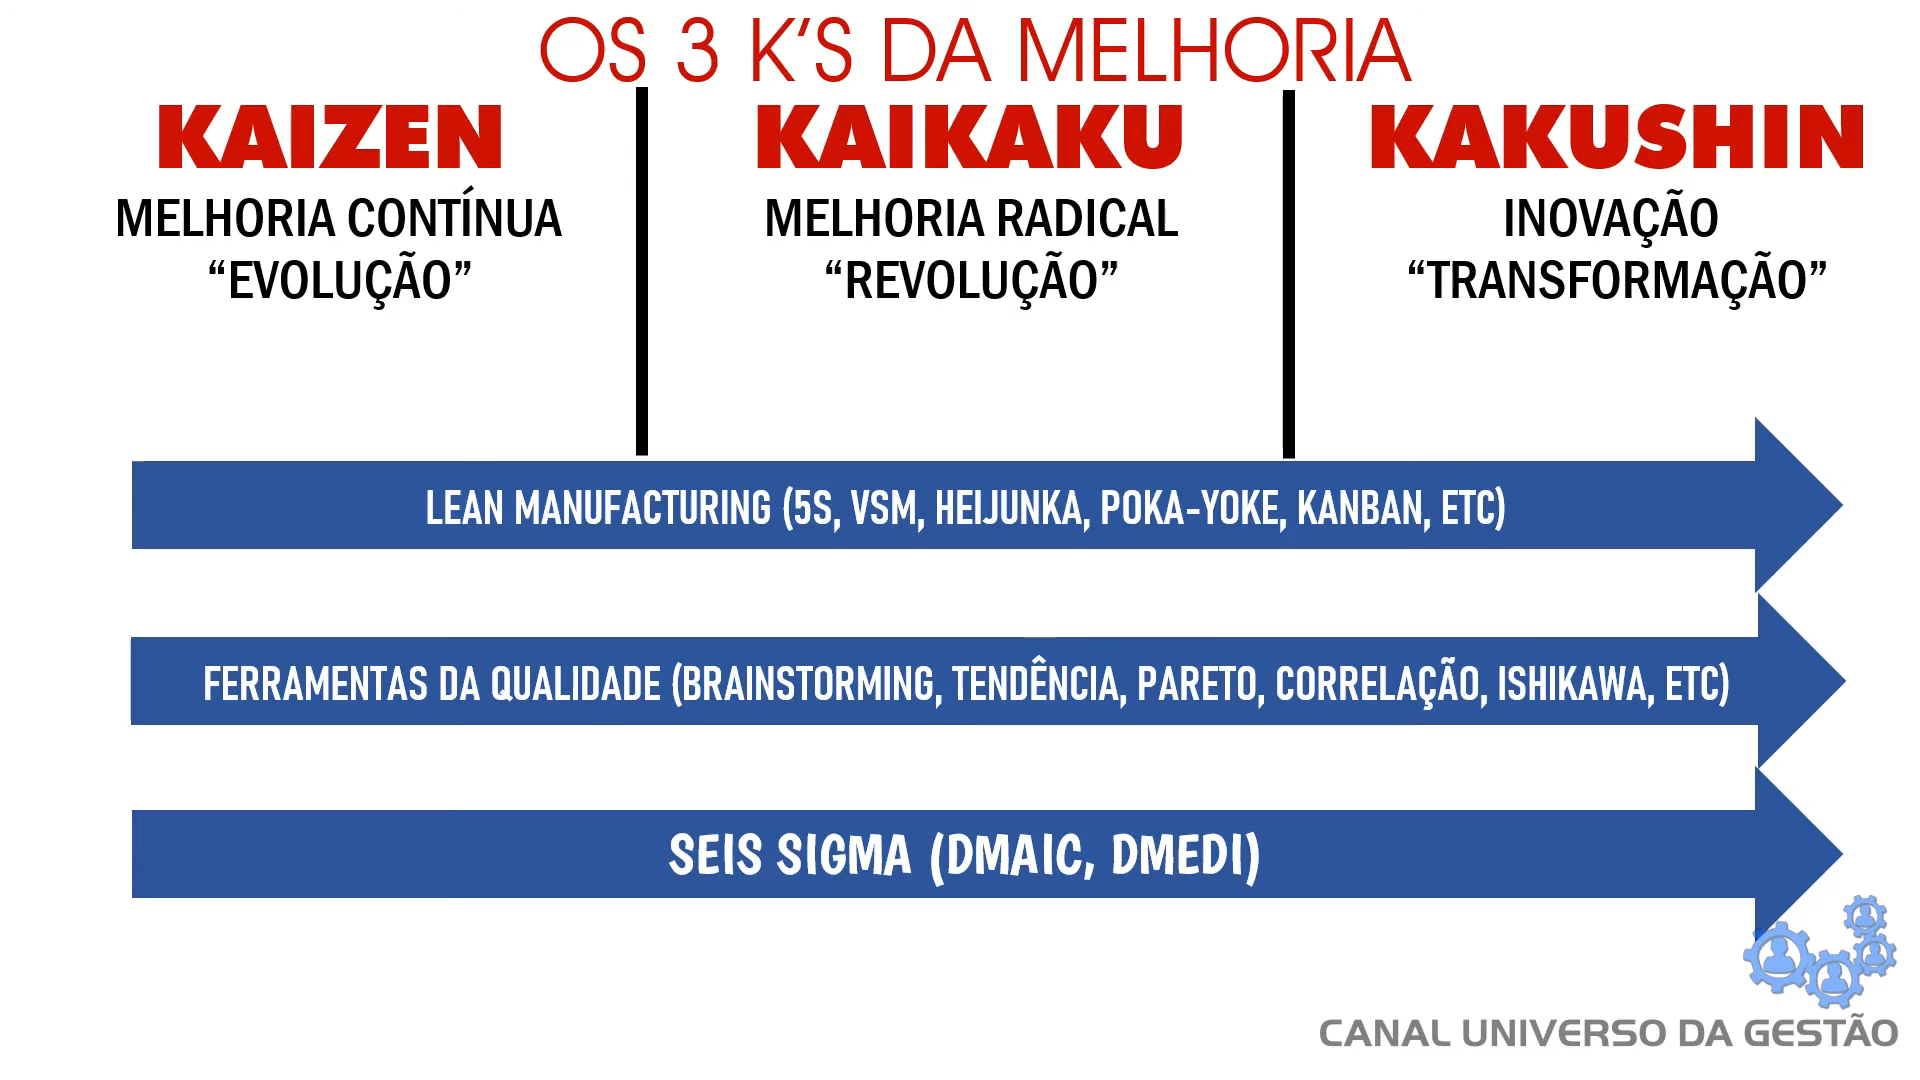 OS 3 K‘S DA MELHORIA
KAIZEN
MELHORIA CONTÍNUA
“EVOLUÇÃO”
KAIKAKU
MELHORIA RADICAL
“REVOLUÇÃO”
KAKUSHIN
INOVAÇÃO
“TRANSFORMAÇÃO”
LEAN MANUFACTURING (5S, VSM, HEIJUNKA, POKA-YOKE, KANBAN, ETC)
FERRAMENTAS DA QUALIDADE (BRAINSTORMING, TENDÊNCIA, PARETO, CORRELAÇÃO, ISHIKAWA, ETC)
SEIS SIGMA (DMAIC, DMEDI)
CANAL UNIVERSO DA GESTÃO